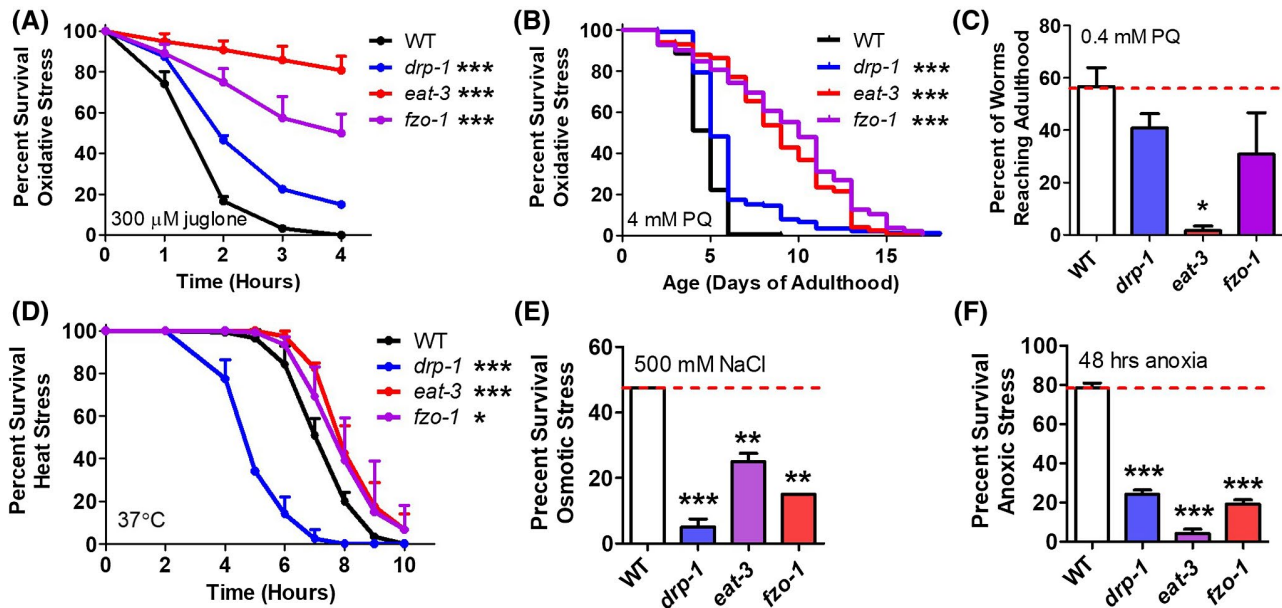 (A)
Percent Survival
Oxidative Stress
100
80
60
40
20
0
0 1 2 3 4
Time (Hours)
300 μM juglone
WT
drp-1 ***
eat-3 ***
fzo-1 ***
(B)
Percent Survival
Oxidative Stress
100
80
60
40
20
0
0 5 10 15
Age (Days of Adulthood)
4 mM PQ
WT
drp-1 ***
eat-3 ***
fzo-1 ***
(C)
Percent of Worms
Reaching Adulthood
80
60
40
20
0
0.4 mM PQ
*
WT
drp-1
eat-3
fzo-1
(D)
Percent Survival
Heat Stress
100
80
60
40
20
0
0 2 4 6 8 10
Time (Hours)
37°C
WT
drp-1 ***
eat-3 ***
fzo-1 *
(E)
Precent Survival
Osmotic Stress
60
40
20
0
500 mM NaCl
***
**
**
WT
drp-1
eat-3
fzo-1
(F)
Precent Survival
Anoxic Stress
100
80
60
40
20
0
48 hrs anoxia
***
***
***
WT
drp-1
eat-3
fzo-1